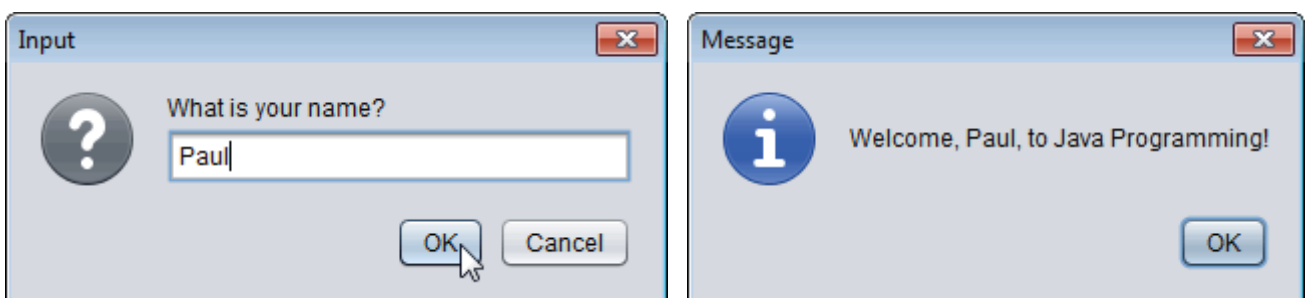 Input
What is your name?
Paul
OK
Cancel
Message
Welcome, Paul, to Java Programming!
OK